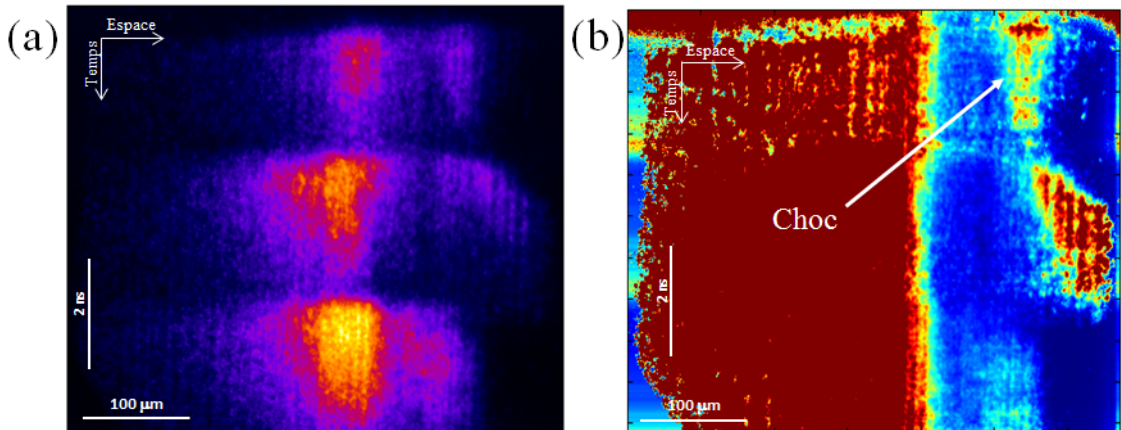 (a)
Espace
Temps
2 ns
100 µm
(b)
Espace
Temps
Choc
2 ns
100 µm